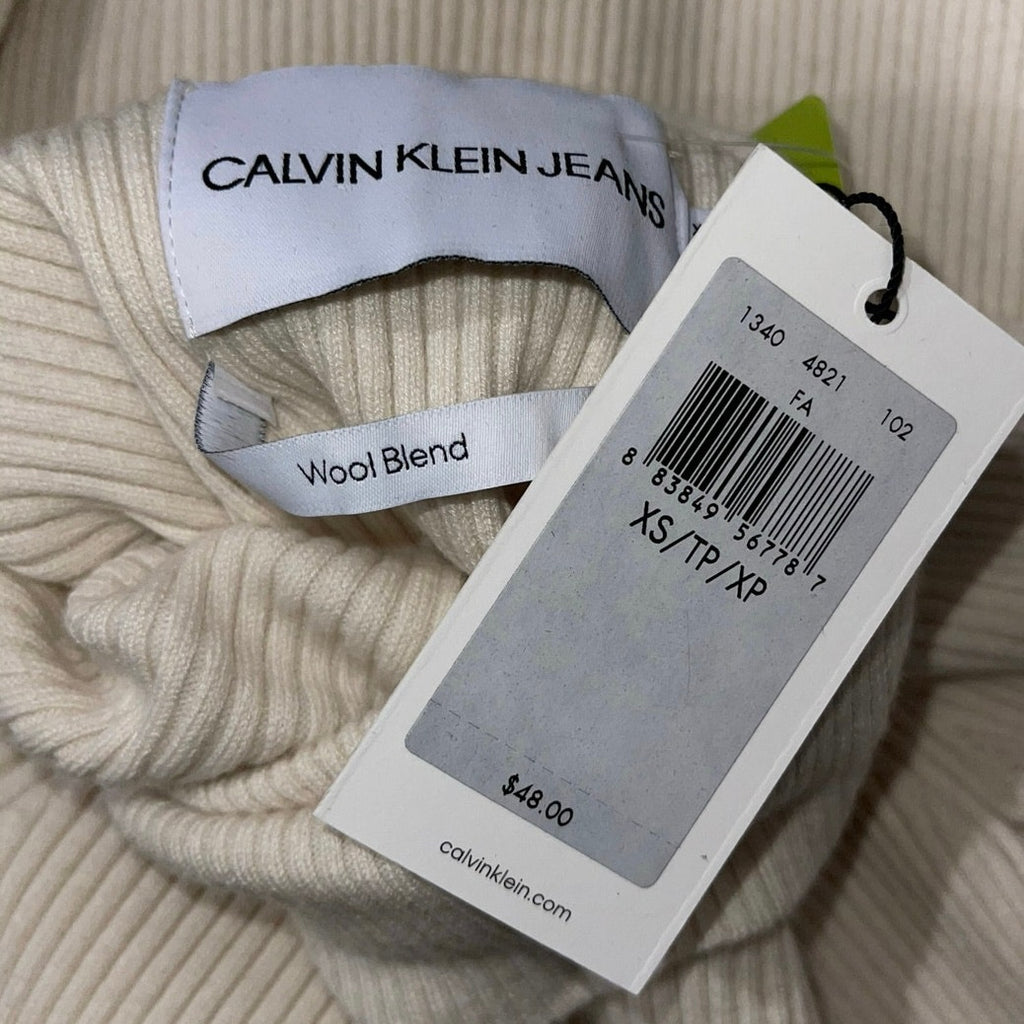 CALVIN KLEIN JEANS
Wool Blend
1340 4821 102
FA
8 83849 56778 7
XS/TP/XP
$48.00
calvinklein.com